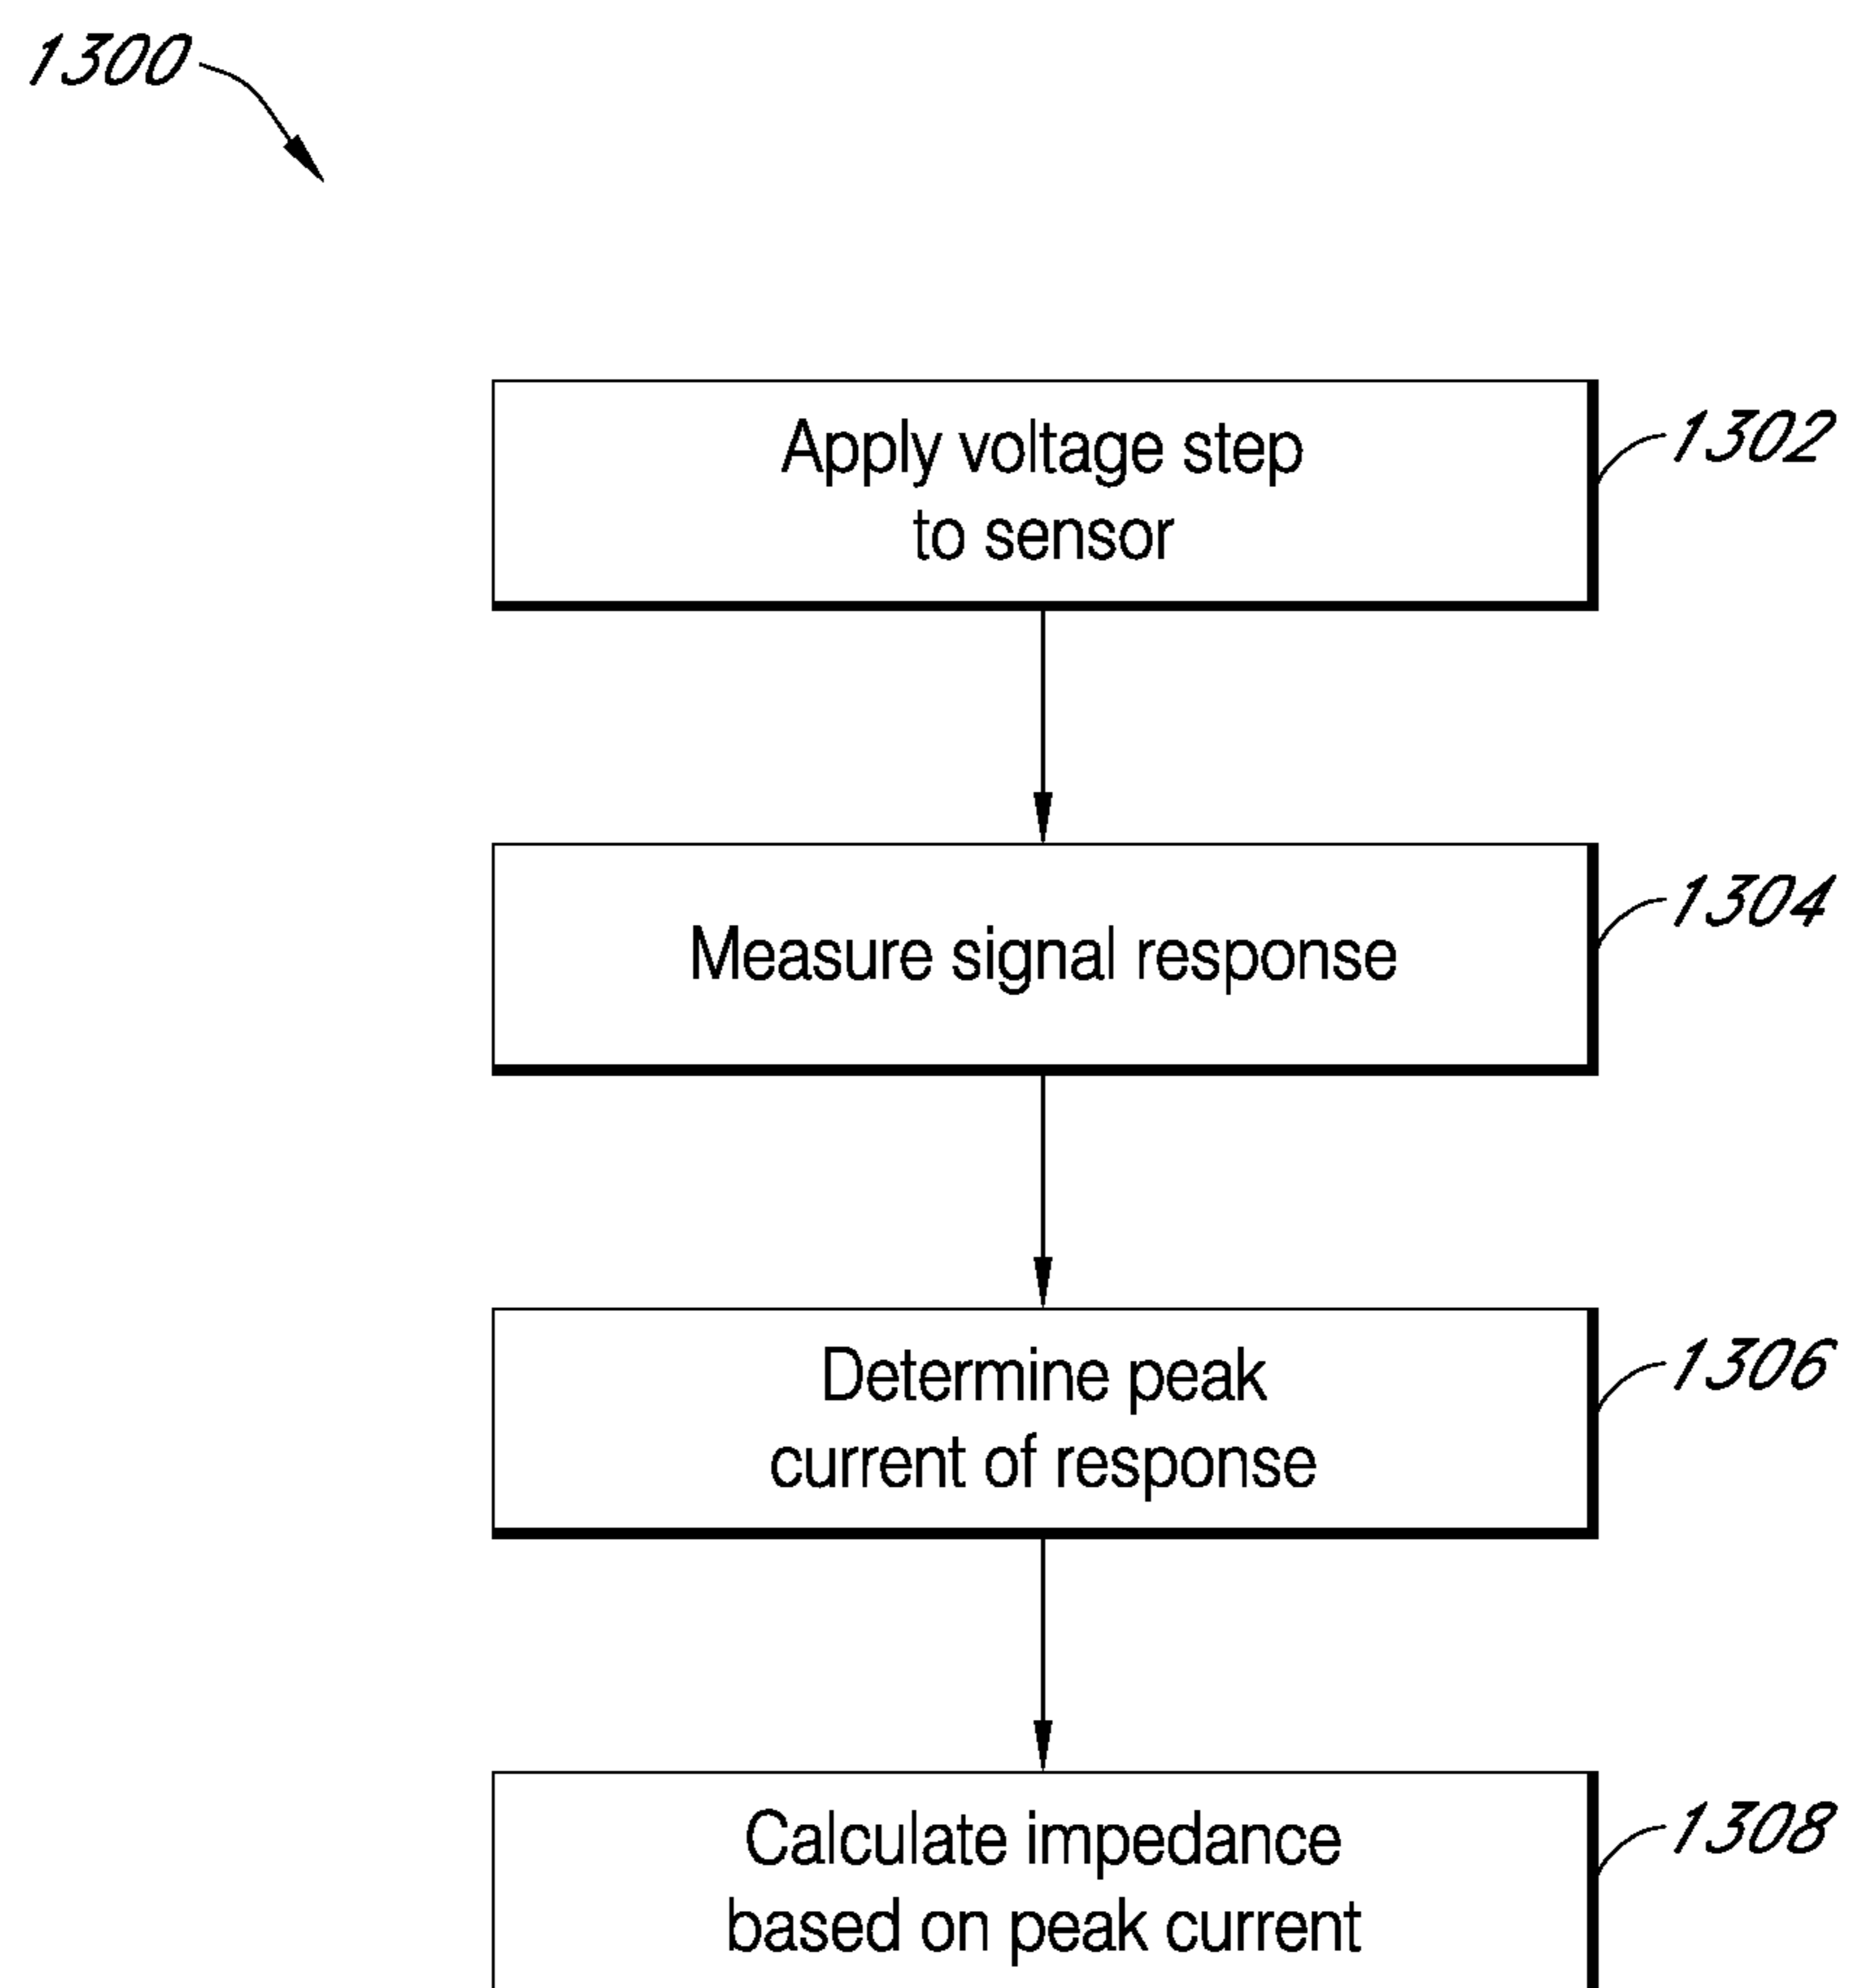 1300
Apply voltage step
to sensor
1302
Measure signal response
1304
Determine peak
current of response
1306
Calculate impedance
based on peak current
1308